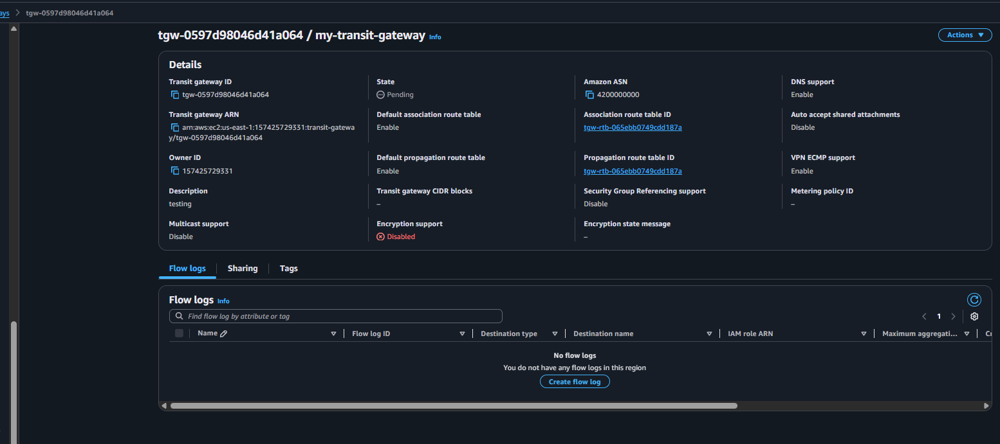 ays > tgw-0597d98046d41a064
tgw-0597d98046d41a064 / my-transit-gateway Info
Actions
Details
Transit gateway ID
tgw-0597d98046d41a064
State
Pending
Amazon ASN
4200000000
DNS support
Enable
Transit gateway ARN
arn:aws:ec2:us-east-1:157425729331:transit-gatewa
y/tgw-0597d98046d41a064
Default association route table
Enable
Association route table ID
tgw-rtb-065ebb0749cdd187a
Auto accept shared attachments
Disable
Owner ID
157425729331
Default propagation route table
Enable
Propagation route table ID
tgw-rtb-065ebb0749cdd187a
VPN ECMP support
Enable
Description
testing
Transit gateway CIDR blocks
–
Security Group Referencing support
Disable
Metering policy ID
–
Multicast support
Disable
Encryption support
Disabled
Encryption state message
–
Flow logs
Sharing
Tags
Flow logs Info
Find flow log by attribute or tag
1
Name
Flow log ID
Destination type
Destination name
IAM role ARN
Maximum aggregati...
No flow logs
You do not have any flow logs in this region
Create flow log